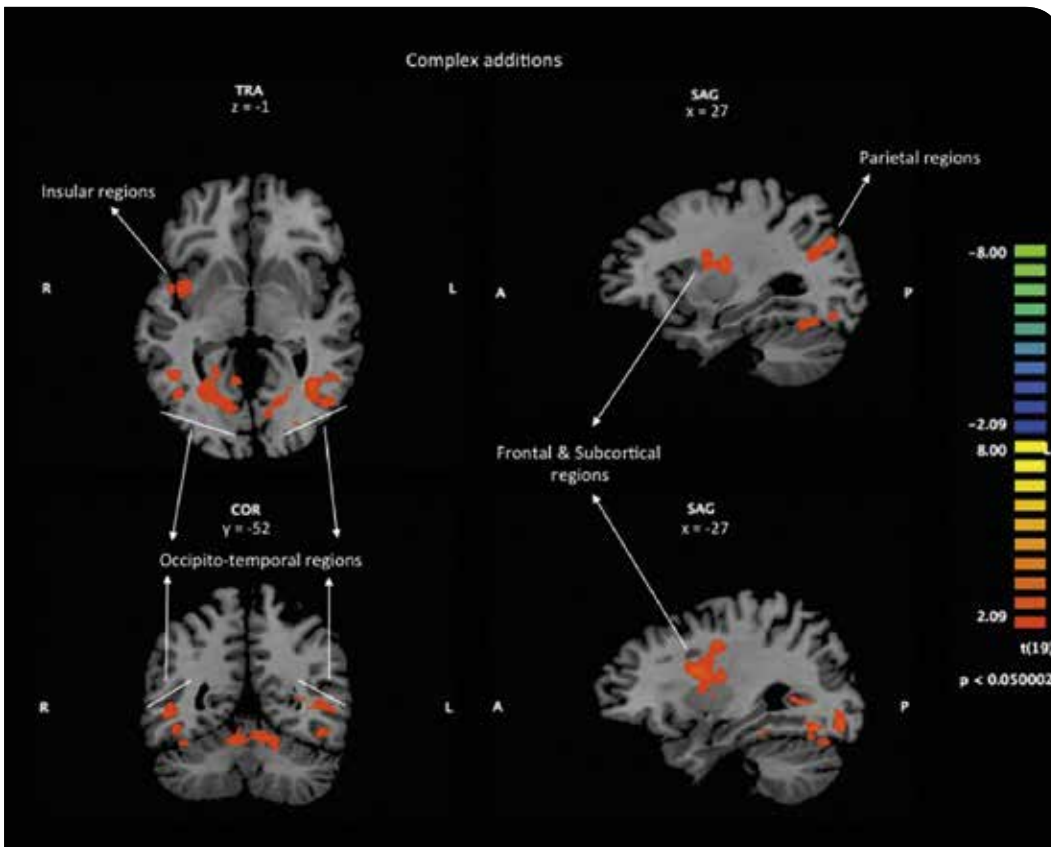 Complex additions
TRA
z = -1
SAG
x = 27
Insular regions
Parietal regions
R
L
A
P
-8.00
-2.09
8.00
Frontal & Subcortical
regions
COR
y = -52
SAG
x = -27
Occipito-temporal regions
2.09
t(19)
p < 0.050002
R
L
A
P